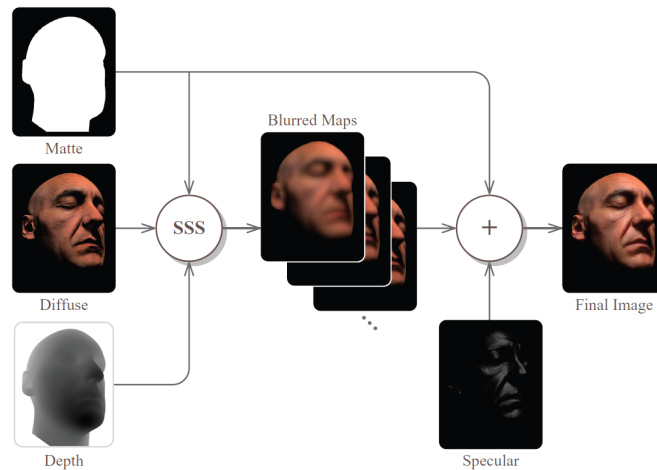 Matte
Blurred Maps
SSS
+
Diffuse
Final Image
Depth
Specular